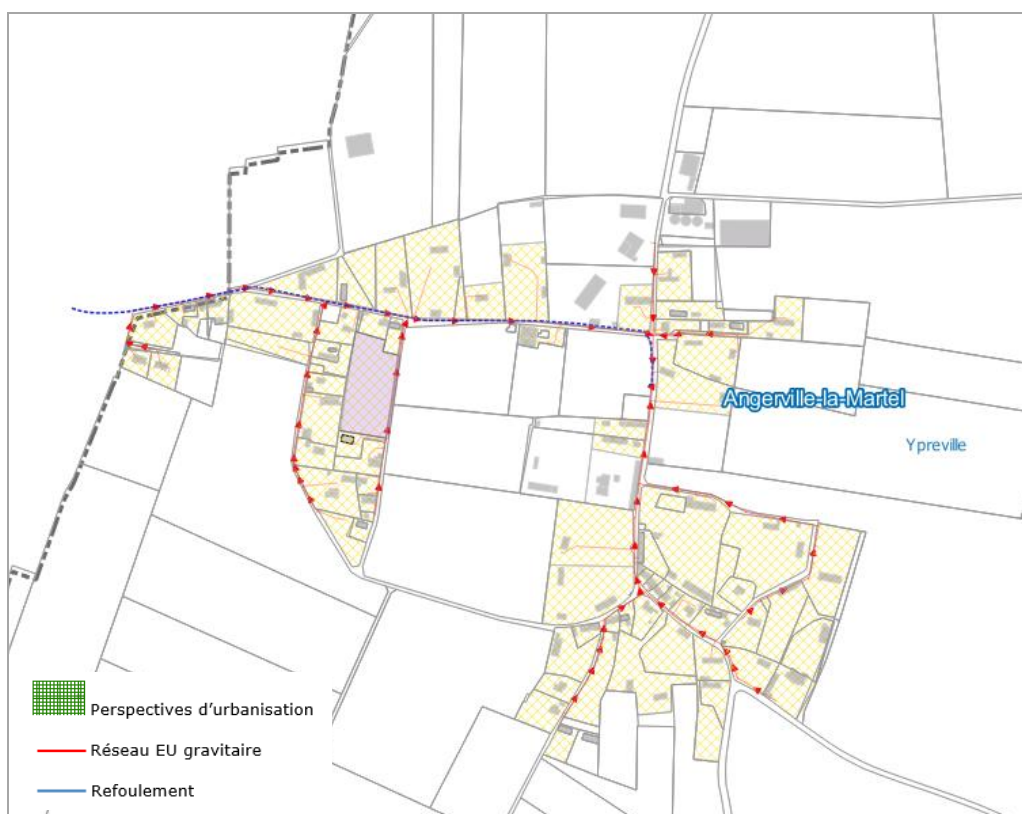 Angerville-la-Martel
Ypreville
Perspectives d'urbanisation
Réseau EU gravitaire
Refoulement